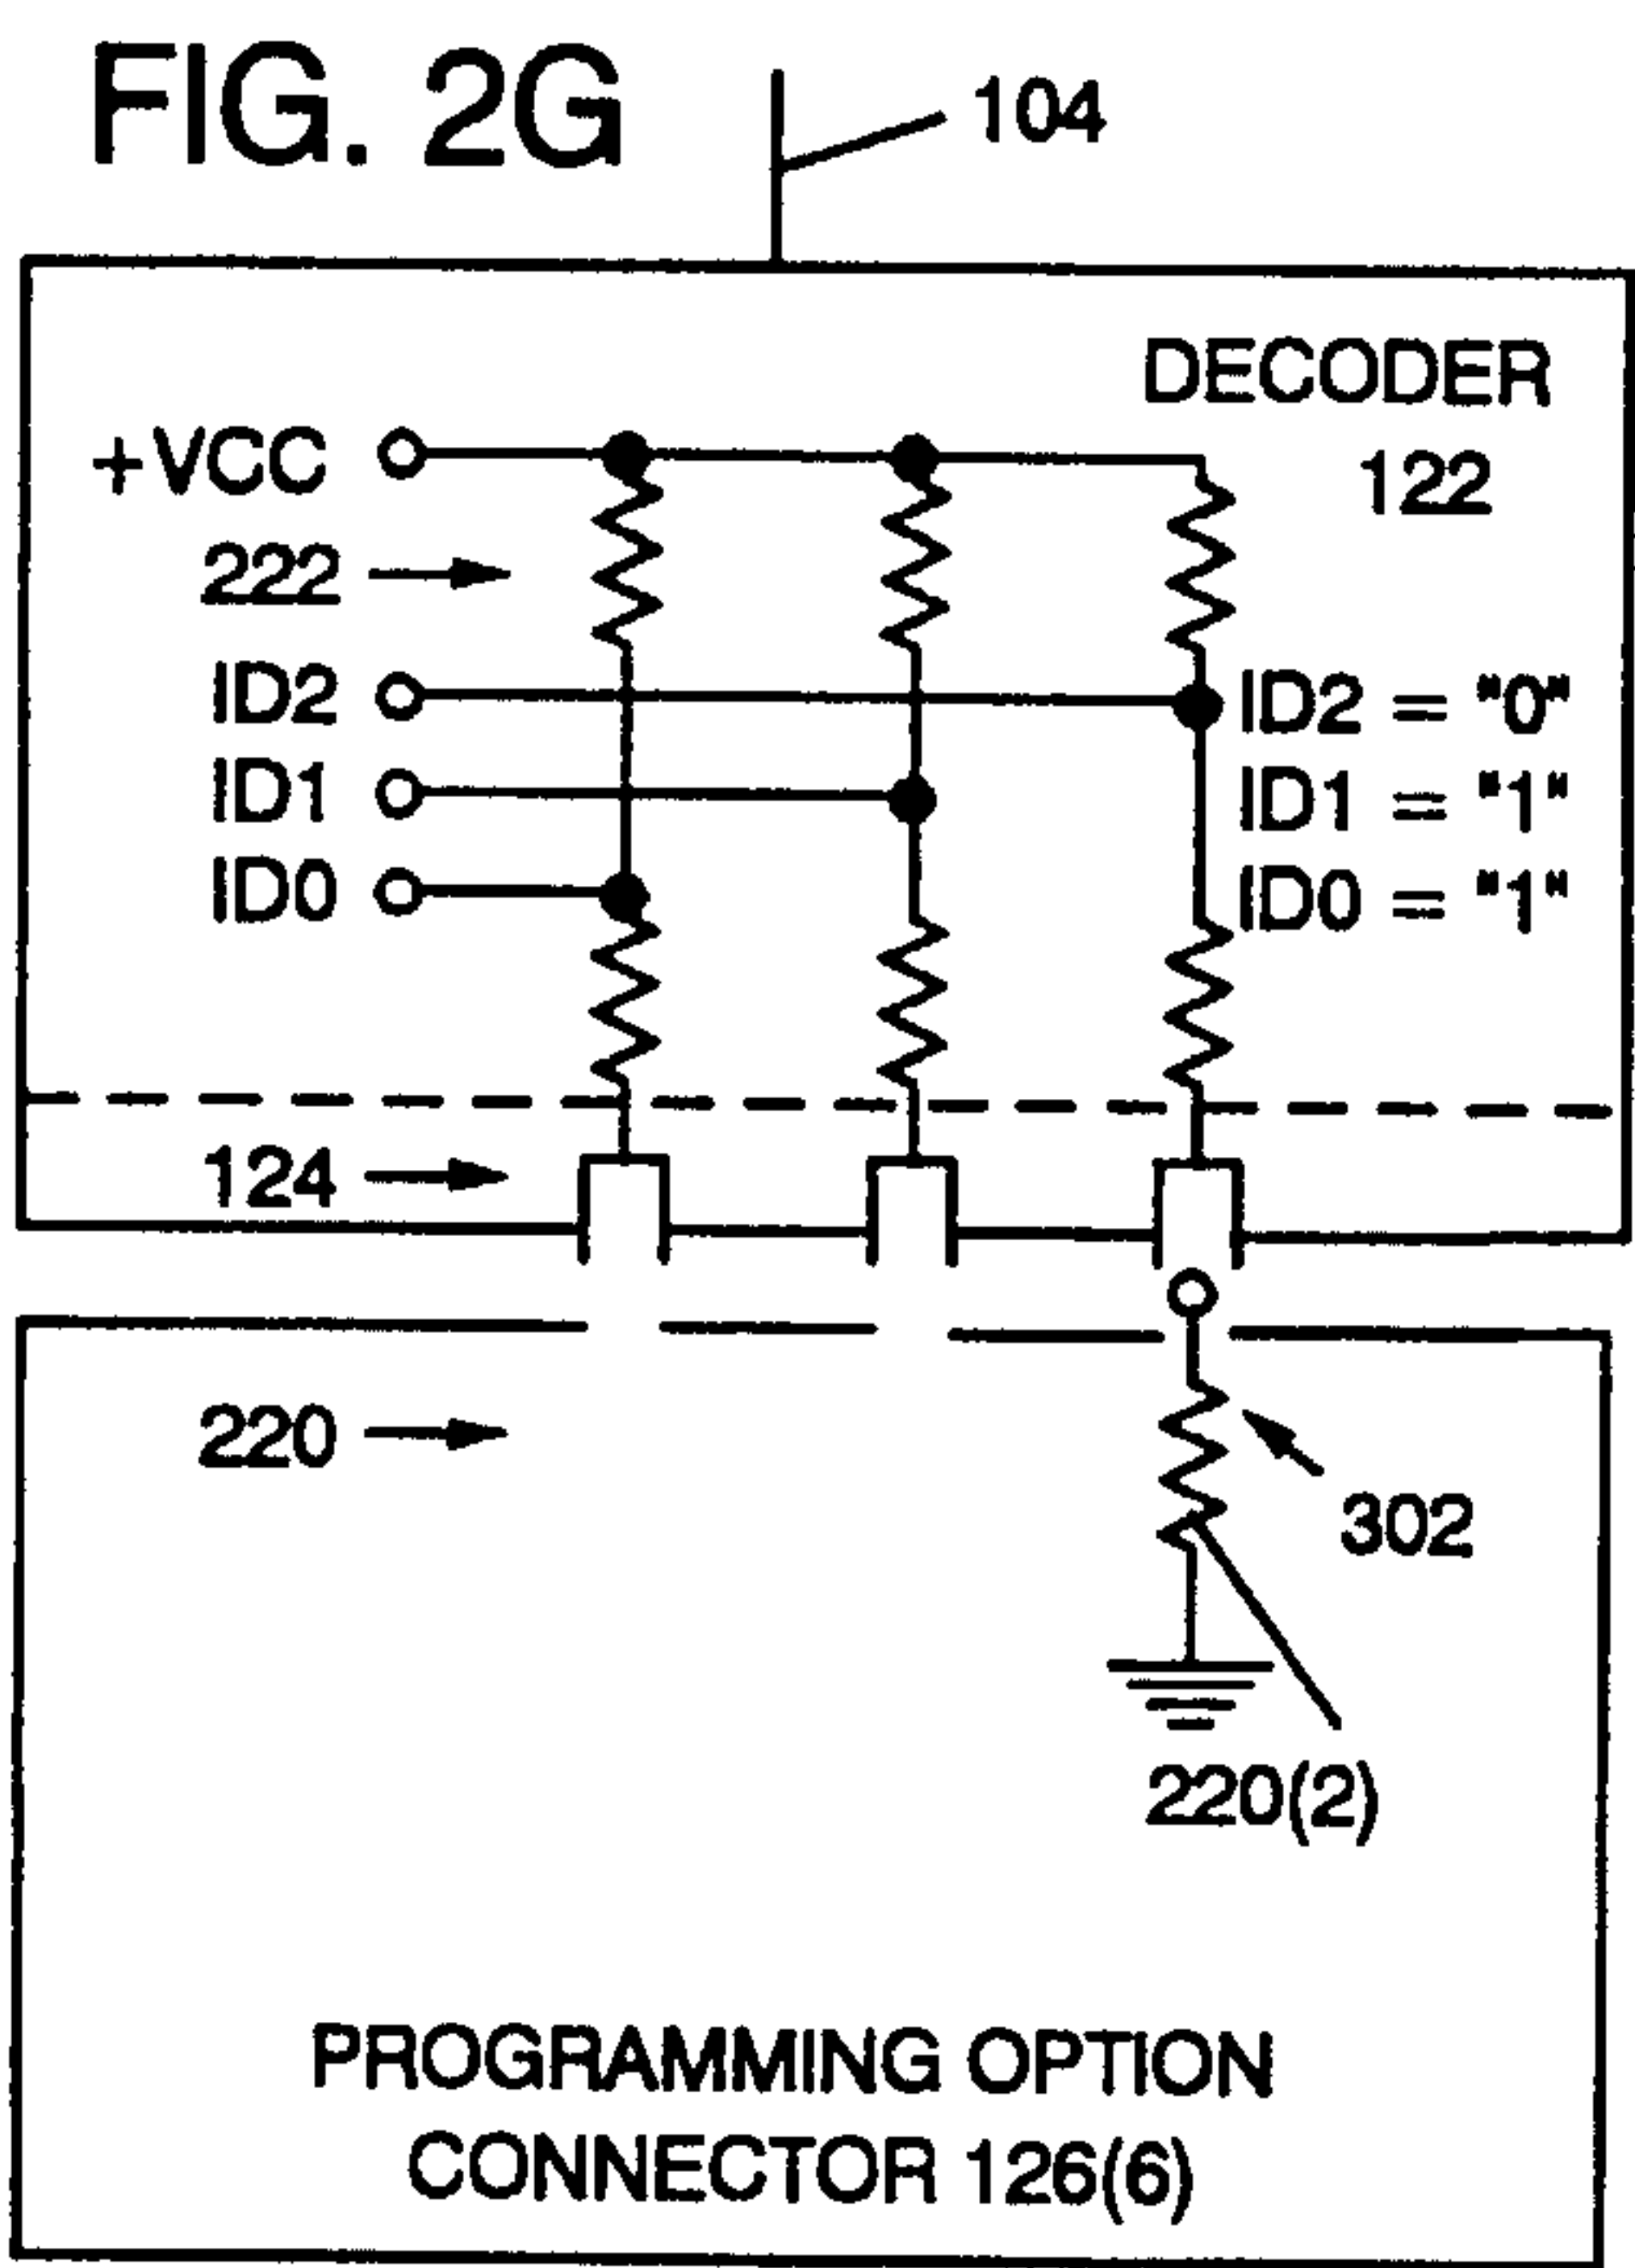 FIG. 2G
104
DECODER
122
+VCC
222
ID2
ID2 = "0"
ID1
ID1 = "1"
ID0
ID0 = "1"
124
220
302
220(2)
PROGRAMMING OPTION
CONNECTOR 126(6)